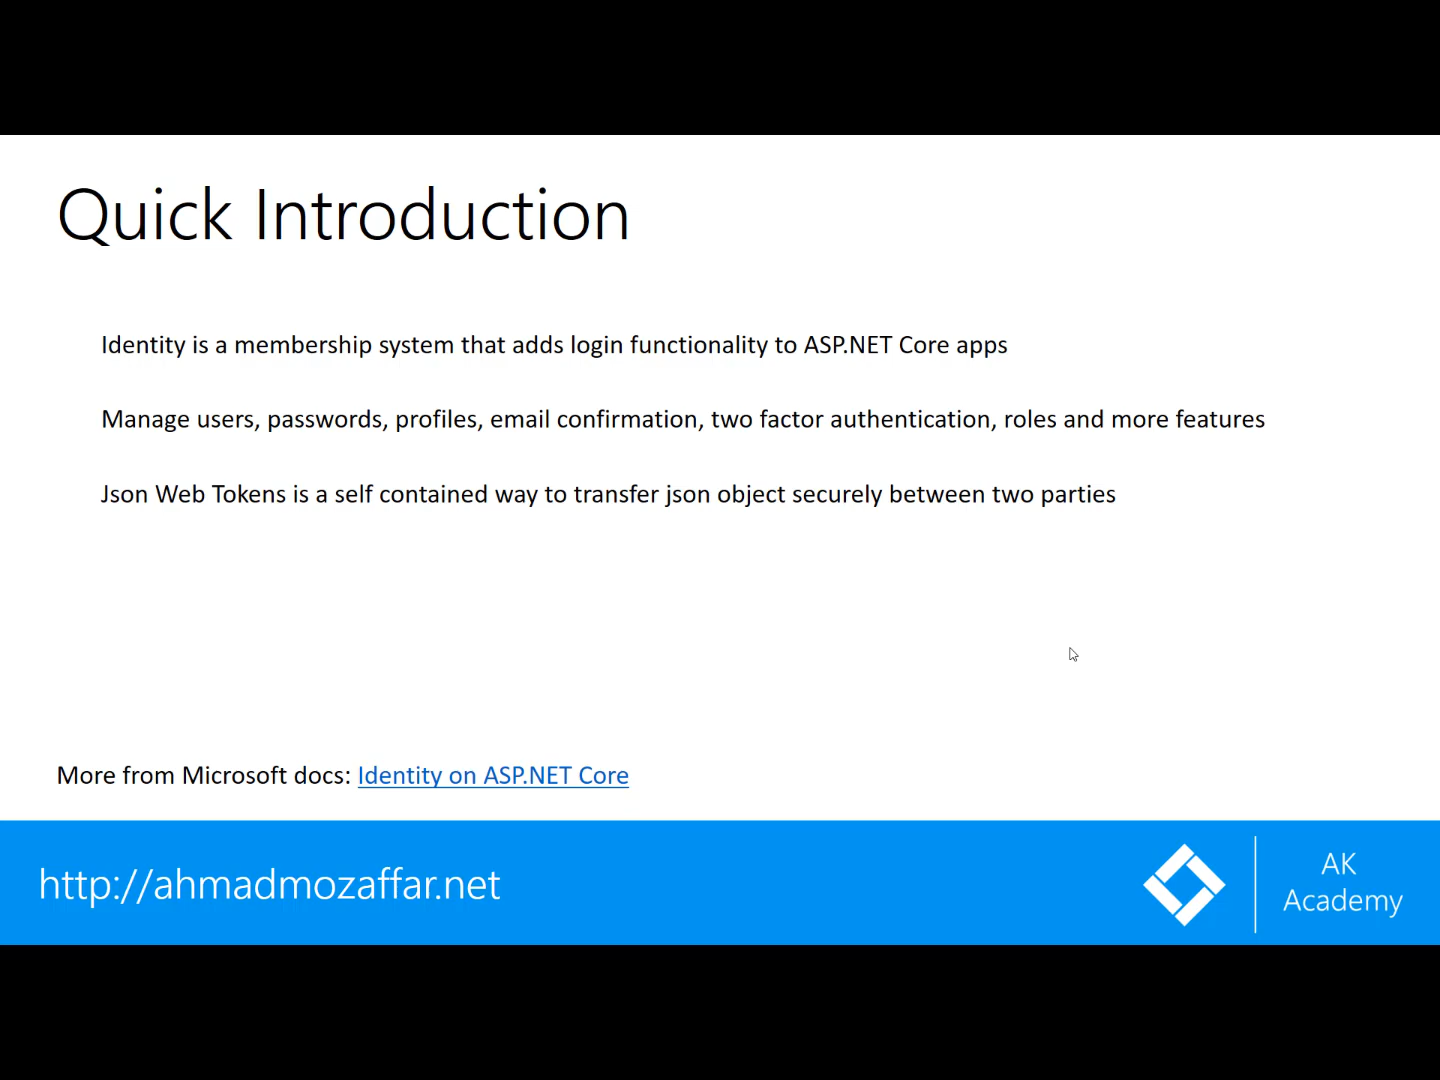 Quick Introduction
Identity is a membership system that adds login functionality to ASP.NET Core apps
Manage users, passwords, profiles, email confirmation, two factor authentication, roles and more features
Json Web Tokens is a self contained way to transfer json object securely between two parties
More from Microsoft docs: Identity on ASP.NET Core
http://ahmadmozaffar.net
AK
Academy